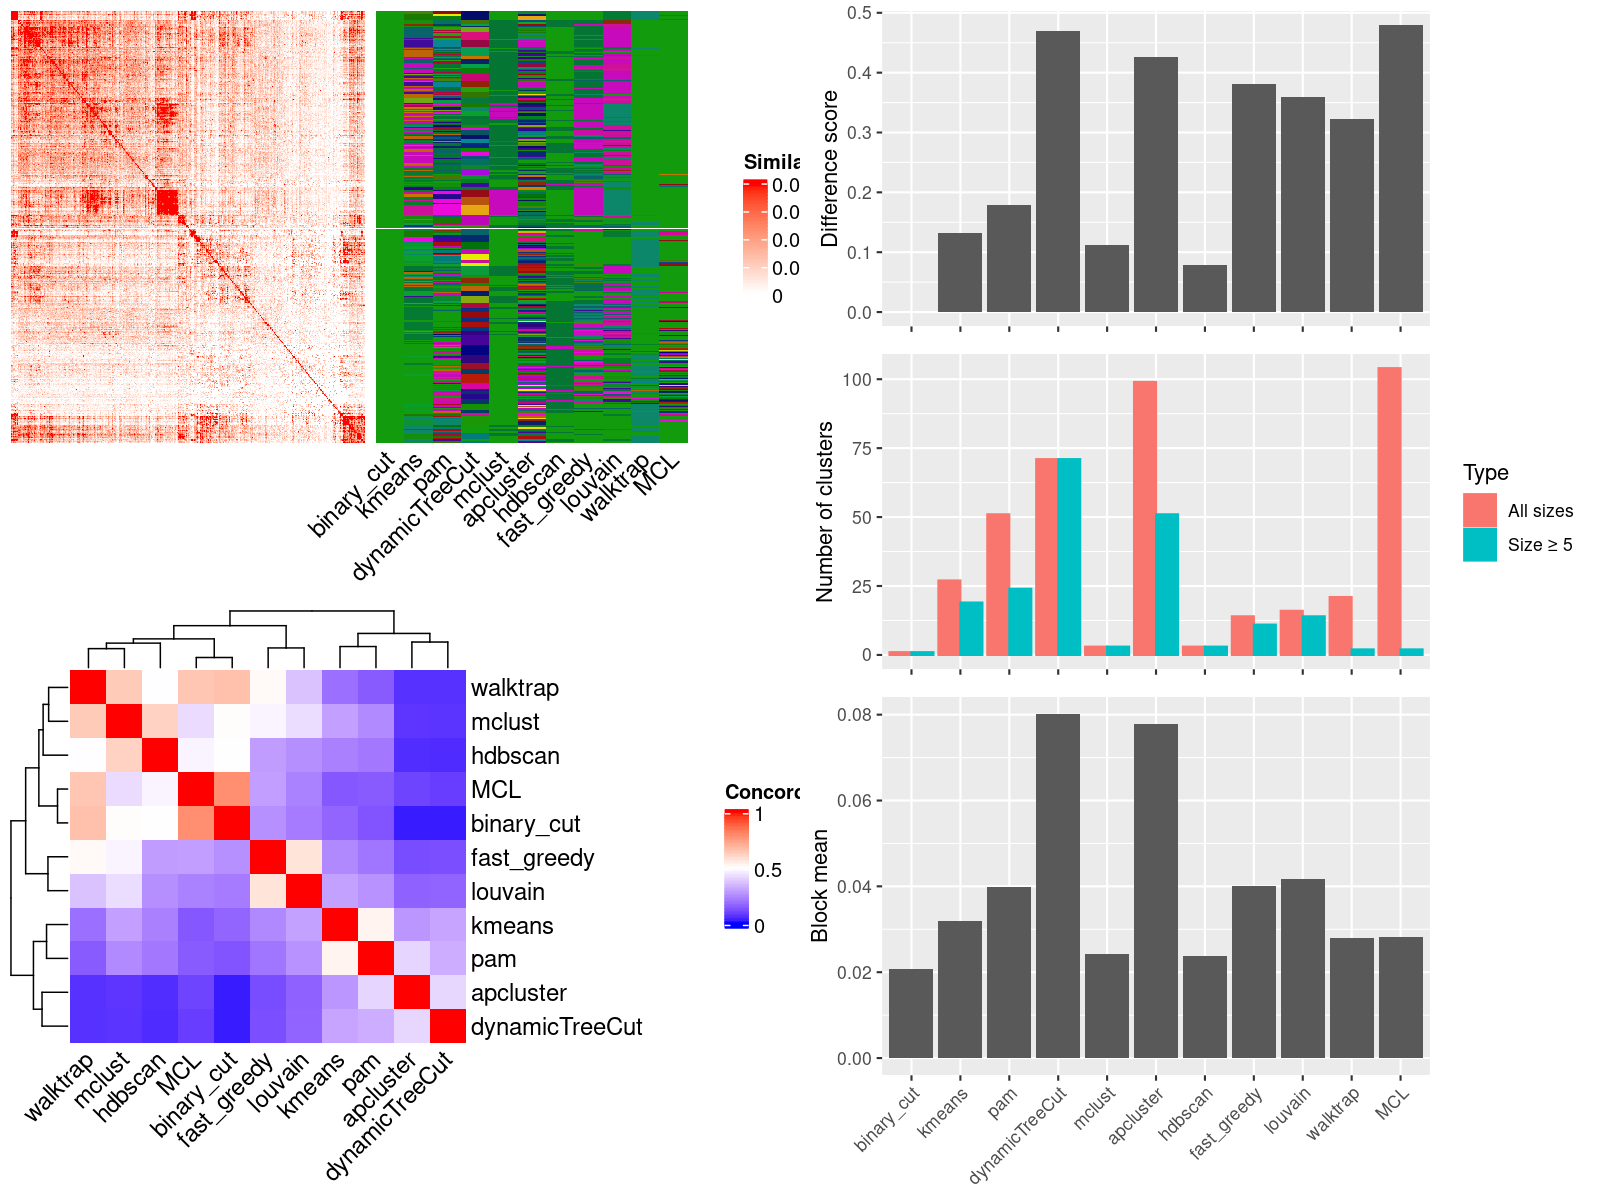 Simila
0.0
0.0
0.0
0.0
0
binary_cut
kmeans
pam
dynamicTreeCut
mclust
apcluster
hdbscan
fast_greedy
louvain
walktrap
MCL
walktrap
mclust
hdbscan
MCL
binary_cut
fast_greedy
louvain
kmeans
pam
apcluster
dynamicTreeCut
walktrap
mclust
hdbscan
MCL
binary_cut
fast_greedy
louvain
kmeans
pam
apcluster
dynamicTreeCut
Concord
1
0.5
0
Difference score
0.5
0.4
0.3
0.2
0.1
0.0
Number of clusters
100
75
50
25
0
Type
All sizes
Size ≥ 5
Block mean
0.08
0.06
0.04
0.02
0.00
binary_cut
kmeans
pam
dynamicTreeCut
mclust
apcluster
hdbscan
fast_greedy
louvain
walktrap
MCL